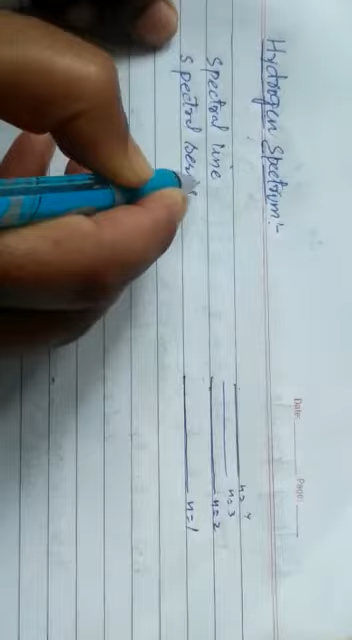 Date: Page:
Hydrogen Spectrum:-
Spectral line
Spectral
n=4
n=3
n=2
n=1